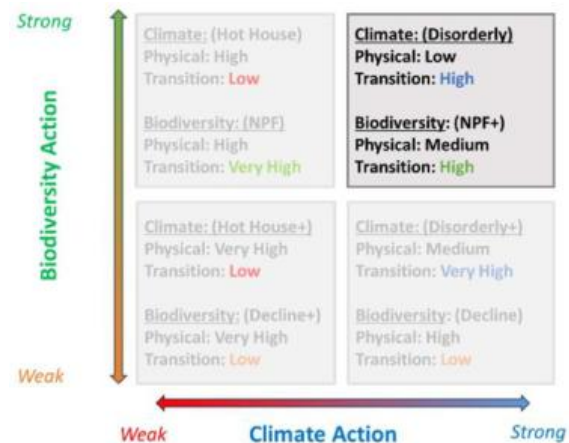 Strong
Biodiversity Action
Weak
Climate: (Hot House)
Physical: High
Transition: Low
Biodiversity: (NPF)
Physical: High
Transition: Very High
Climate: (Disorderly)
Physical: Low
Transition: High
Biodiversity: (NPF+)
Physical: Medium
Transition: High
Climate: (Hot House+)
Physical: Very High
Transition: Low
Biodiversity: (Decline+)
Physical: Very High
Transition: Low
Climate: (Disorderly+)
Physical: Medium
Transition: Very High
Biodiversity: (Decline)
Physical: High
Transition: Low
Weak
Climate Action
Strong